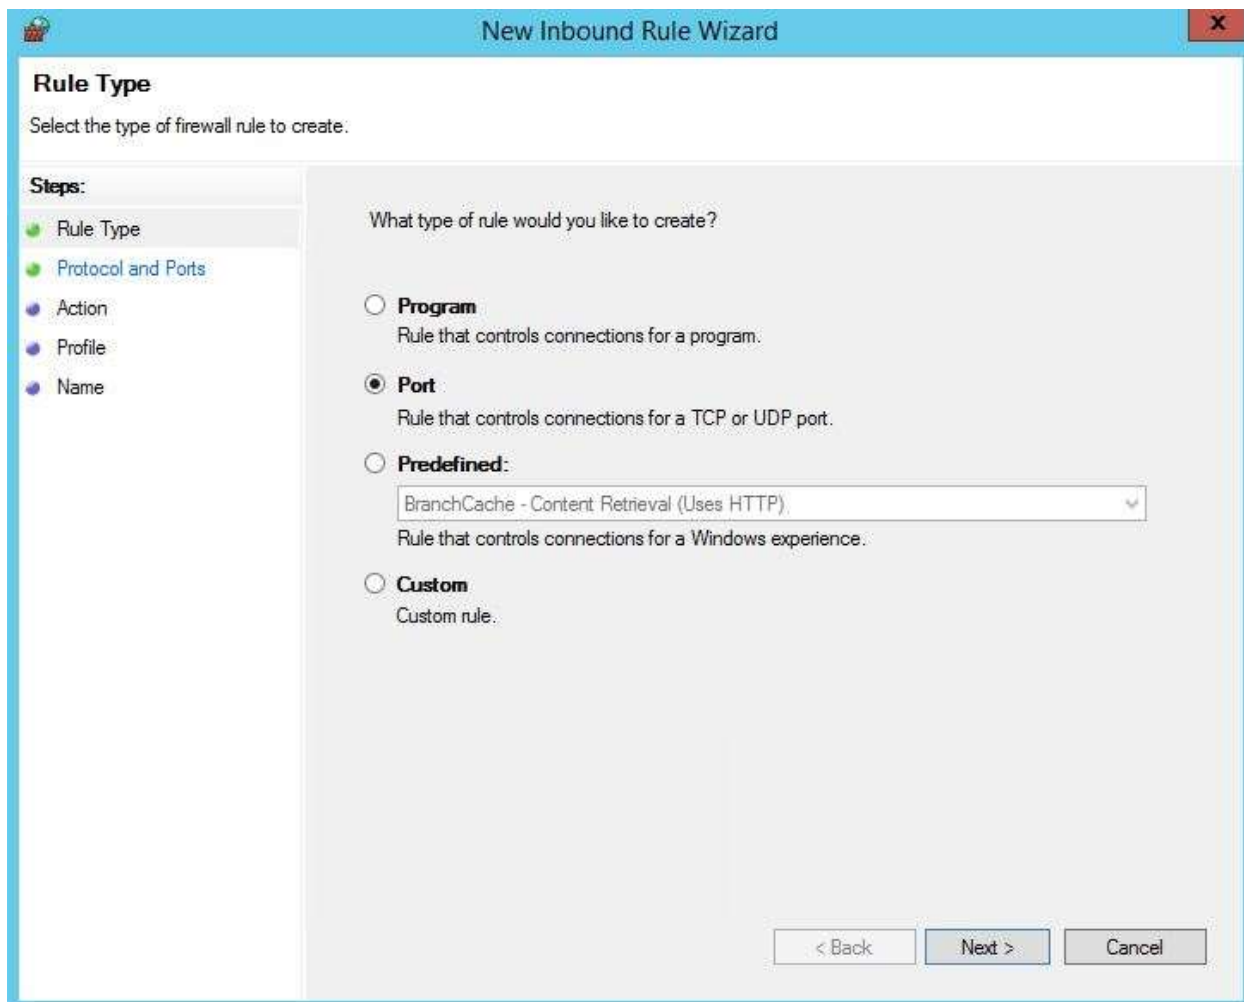 New Inbound Rule Wizard
x
Rule Type
Select the type of firewall rule to create.
Steps:
Rule Type
Protocol and Ports
Action
Profile
Name
What type of rule would you like to create?
Program
Rule that controls connections for a program.
Port
Rule that controls connections for a TCP or UDP port.
Predefined:
BranchCache - Content Retrieval (Uses HTTP)
Rule that controls connections for a Windows experience.
Custom
Custom rule.
< Back
Next >
Cancel